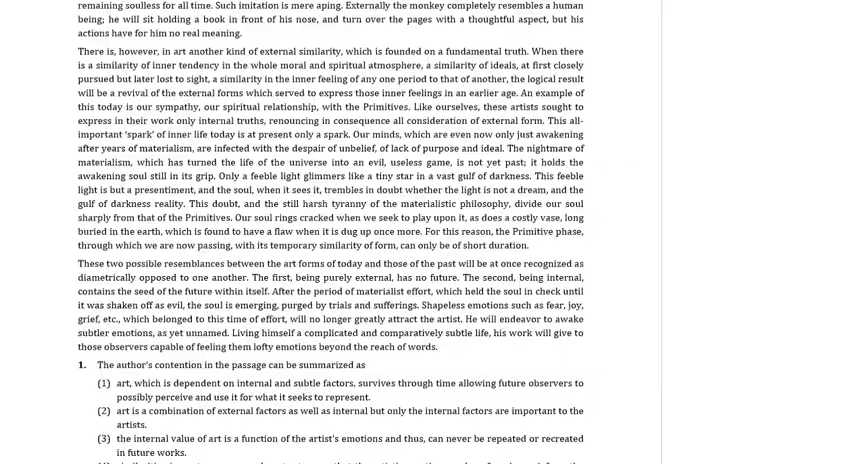 remaining soulless for all time. Such imitation is mere aping. Externally the monkey completely resembles a human
being; he will sit holding a book in front of his nose, and turn over the pages with a thoughtful aspect, but his
actions have for him no real meaning.
There is, however, in art another kind of external similarity, which is founded on a fundamental truth. When there
is a similarity of inner tendency in the whole moral and spiritual atmosphere, a similarity of ideals, at first closely
pursued but later lost to sight, a similarity in the inner feeling of any one period to that of another, the logical result
will be a revival of the external forms which served to express those inner feelings in an earlier age. An example of
this today is our sympathy, our spiritual relationship, with the Primitives. Like ourselves, these artists sought to
express in their work only internal truths, renouncing in consequence all consideration of external form. This all-
important ‘spark’ of inner life today is at present only a spark. Our minds, which are even now only just awakening
after years of materialism, are infected with the despair of unbelief, of lack of purpose and ideal. The nightmare of
materialism, which has turned the life of the universe into an evil, useless game, is not yet past; it holds the
awakening soul still in its grip. Only a feeble light glimmers like a tiny star in a vast gulf of darkness. This feeble
light is but a presentiment, and the soul, when it sees it, trembles in doubt whether the light is not a dream, and the
gulf of darkness reality. This doubt, and the still harsh tyranny of the materialistic philosophy, divide our soul
sharply from that of the Primitives. Our soul rings cracked when we seek to play upon it, as does a costly vase, long
buried in the earth, which is found to have a flaw when it is dug up once more. For this reason, the Primitive phase,
through which we are now passing, with its temporary similarity of form, can only be of short duration.
These two possible resemblances between the art forms of today and those of the past will be at once recognized as
diametrically opposed to one another. The first, being purely external, has no future. The second, being internal,
contains the seed of the future within itself. After the period of materialist effort, which held the soul in check until
it was shaken off as evil, the soul is emerging, purged by trials and sufferings. Shapeless emotions such as fear, joy,
grief, etc., which belonged to this time of effort, will no longer greatly attract the artist. He will endeavor to awake
subtler emotions, as yet unnamed. Living himself a complicated and comparatively subtle life, his work will give to
those observers capable of feeling them lofty emotions beyond the reach of words.
1. The author's contention in the passage can be summarized as
(1) art, which is dependent on internal and subtle factors, survives through time allowing future observers to
possibly perceive and use it for what it seeks to represent.
(2) art is a combination of external factors as well as internal but only the internal factors are important to the
artists.
(3) the internal value of art is a function of the artist's emotions and thus, can never be repeated or recreated
in future works.